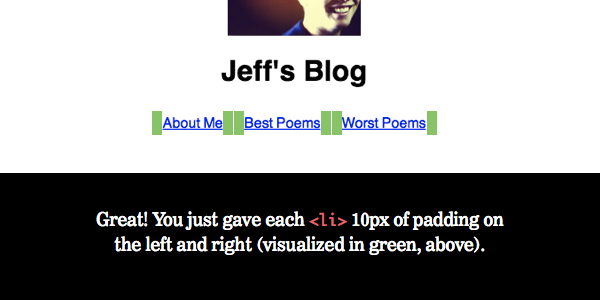 Jeff's Blog
About Me Best Poems Worst Poems
Great! You just gave each <li> 10px of padding on
the left and right (visualized in green, above).